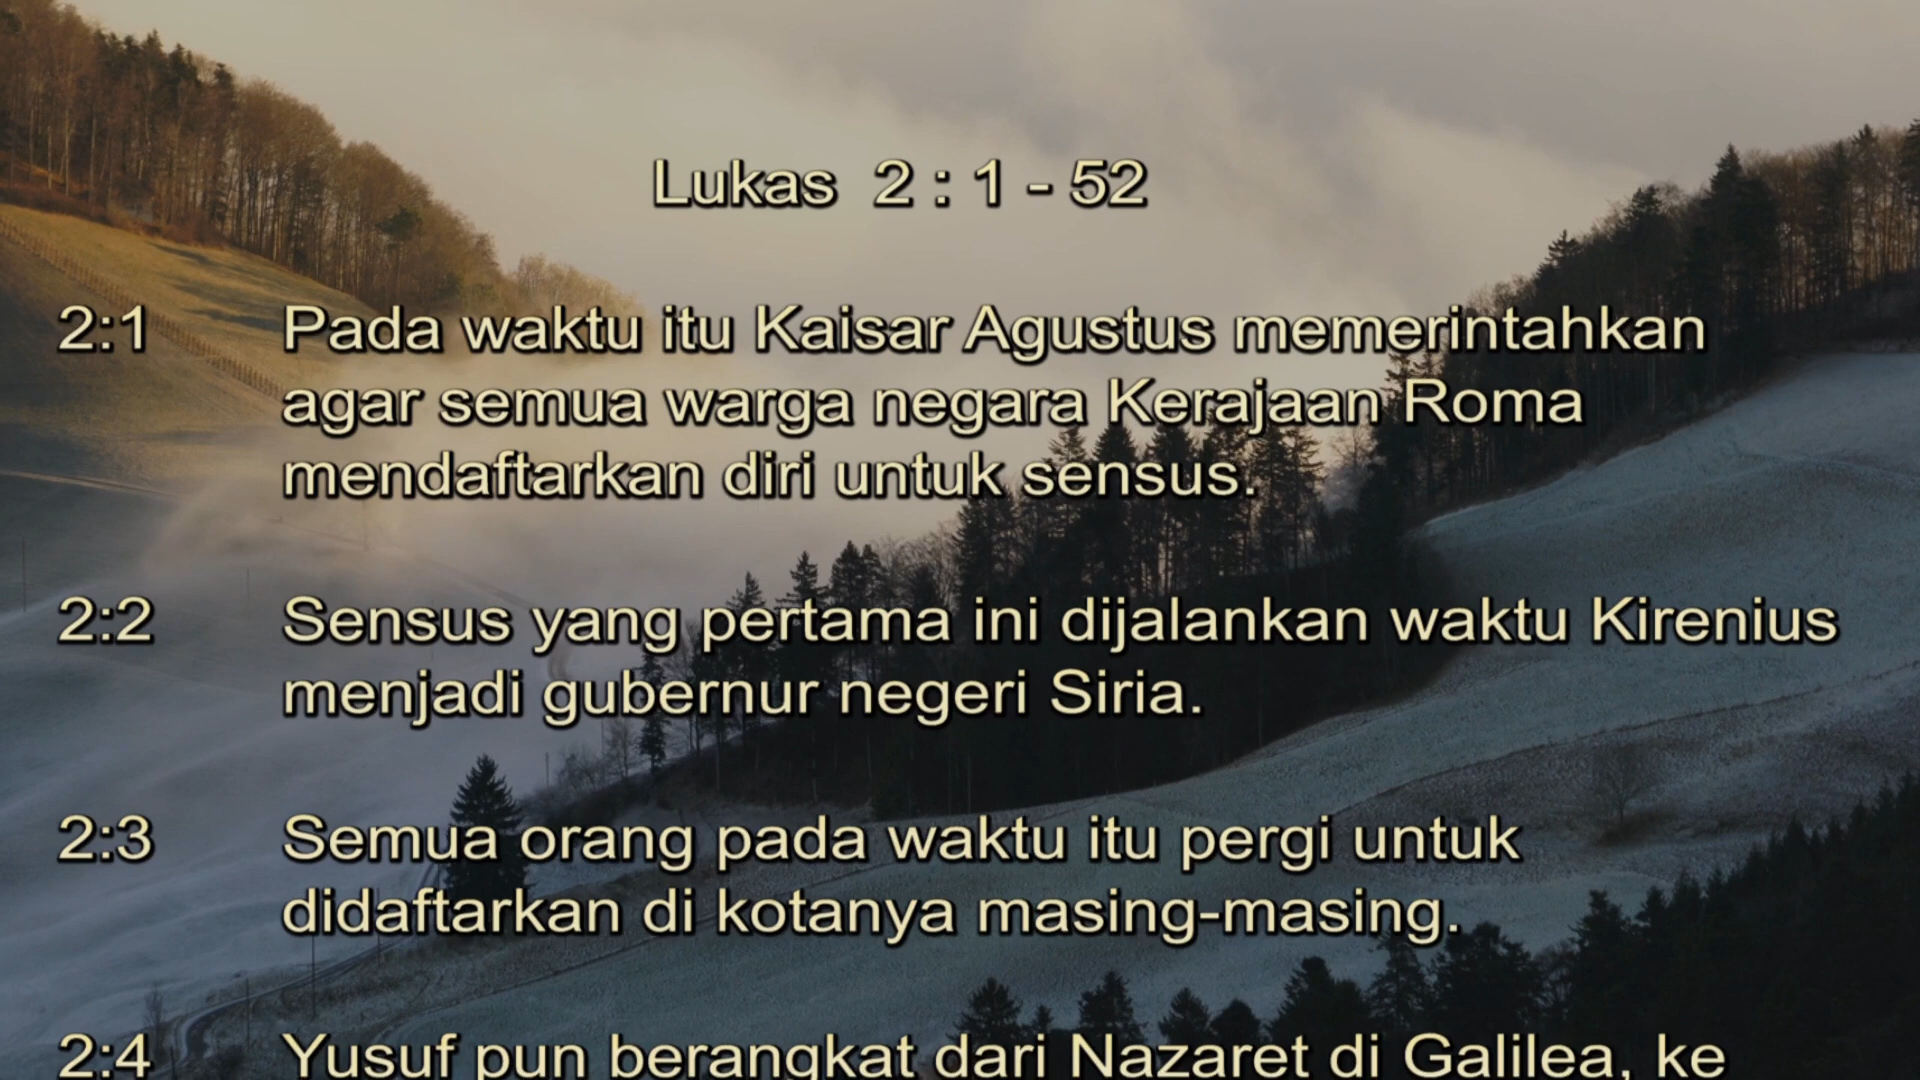 Lukas 2 : 1 - 52
2:1 Pada waktu itu Kaisar Agustus memerintahkan
agar semua warga negara Kerajaan Roma
mendaftarkan diri untuk sensus.
2:2 Sensus yang pertama ini dijalankan waktu Kirenius
menjadi gubernur negeri Siria.
2:3 Semua orang pada waktu itu pergi untuk
didaftarkan di kotanya masing-masing.
2:4 Yusuf pun berangkat dari Nazaret di Galilea, ke